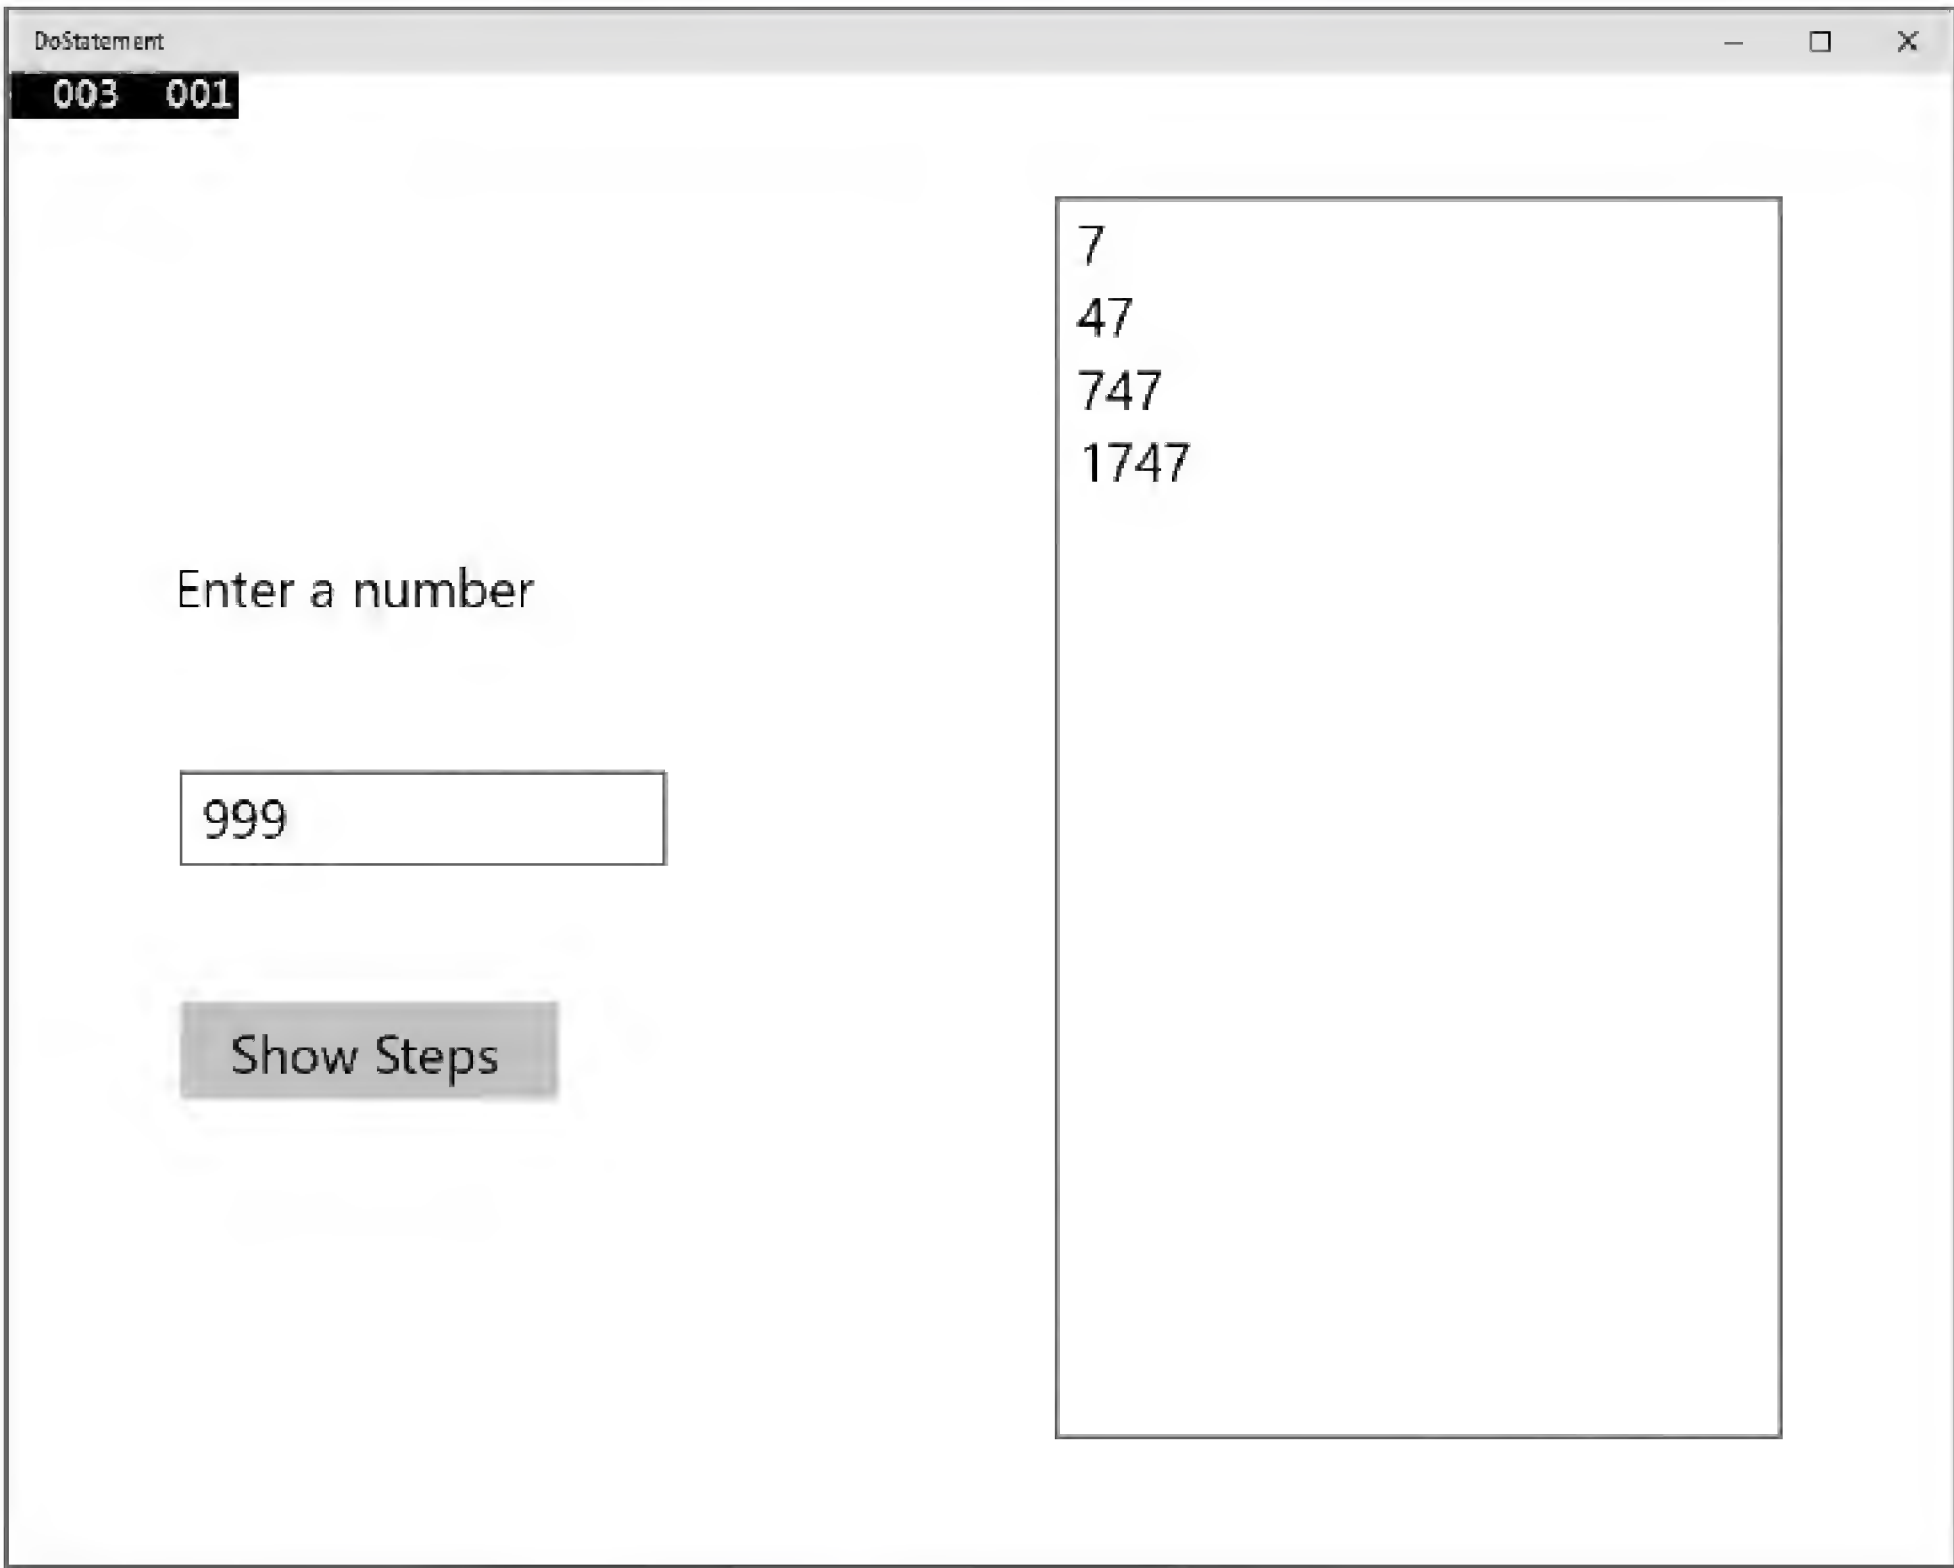 DoStatement
003 001
7
47
747
1747
Enter a number
999
Show Steps